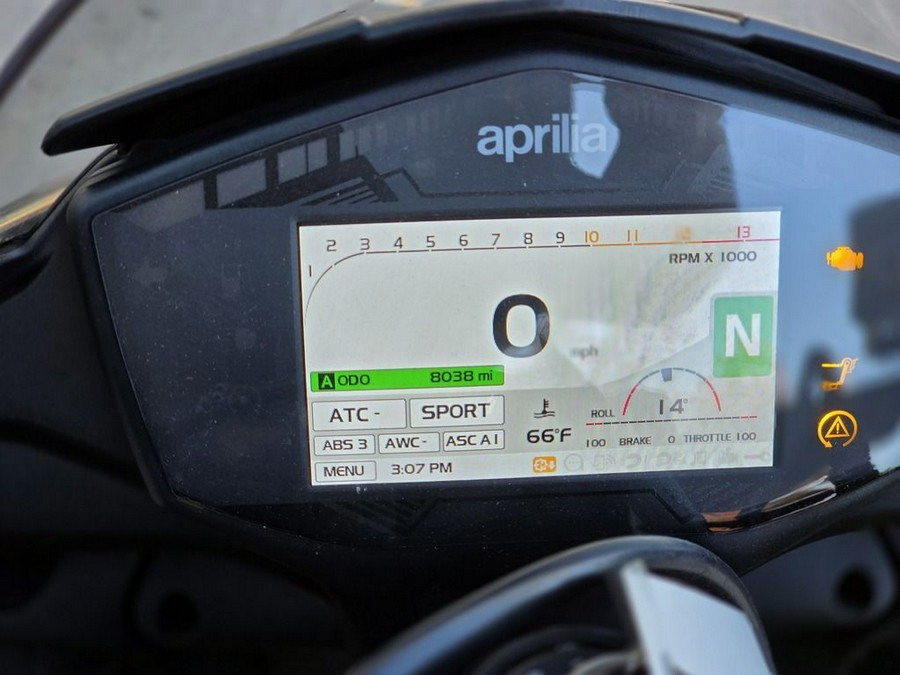 aprilia
1 2 3 4 5 6 7 8 9 10 11 13
RPM X 1000
0 mph
N
A ODO 8038 mi
ATC - SPORT
ABS 3 AWC - ASC A1
MENU 3:07 PM
66°F
ROLL 14°
100 BRAKE 0 THROTTLE 100